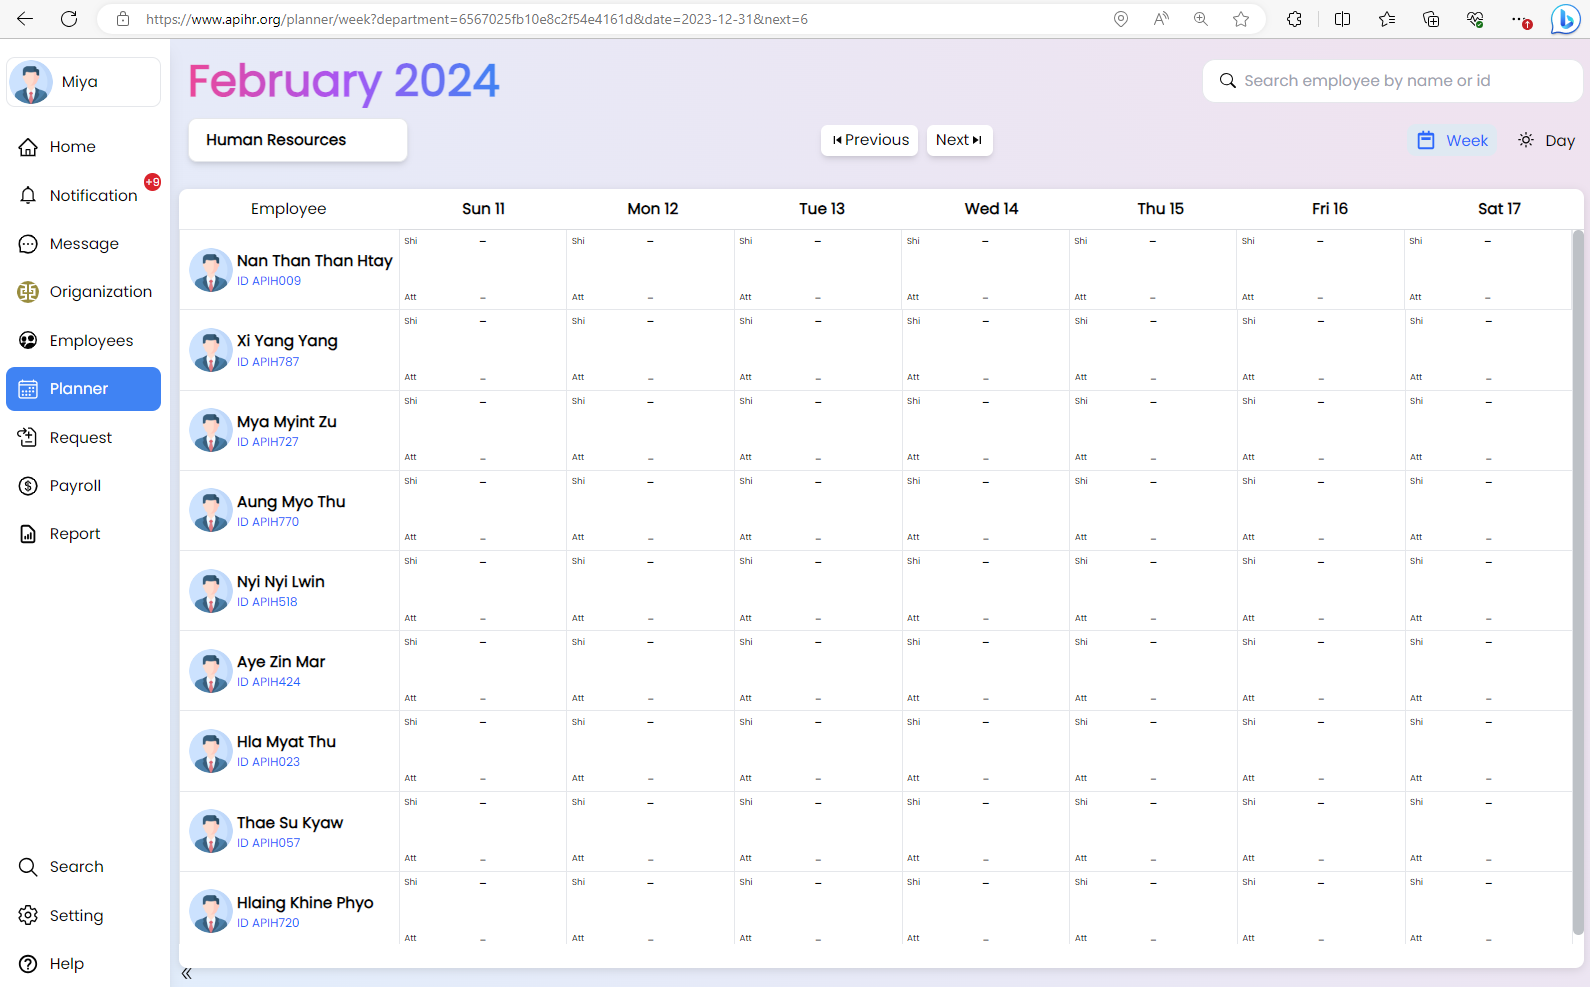 https://www.apihr.org/planner/week?department=6567025fb10e8c2f54e4161d&date=2023-12-31&next=6
Miya
February 2024
Search employee by name or id
Human Resources
Previous Next
Week Day
Home
Notification +9
Message
Origanization
Employees
Planner
Request
Payroll
Report
Search
Setting
Help
Employee Sun 11 Mon 12 Tue 13 Wed 14 Thu 15 Fri 16 Sat 17
Shi – Shi – Shi – Shi – Shi – Shi – Shi –
Nan Than Than Htay
ID APIH009
Att – Att – Att – Att – Att – Att – Att –
Shi – Shi – Shi – Shi – Shi – Shi – Shi –
Xi Yang Yang
ID APIH787
Att – Att – Att – Att – Att – Att – Att –
Shi – Shi – Shi – Shi – Shi – Shi – Shi –
Mya Myint Zu
ID APIH727
Att – Att – Att – Att – Att – Att – Att –
Shi – Shi – Shi – Shi – Shi – Shi – Shi –
Aung Myo Thu
ID APIH770
Att – Att – Att – Att – Att – Att – Att –
Shi – Shi – Shi – Shi – Shi – Shi – Shi –
Nyi Nyi Lwin
ID APIH518
Att – Att – Att – Att – Att – Att – Att –
Shi – Shi – Shi – Shi – Shi – Shi – Shi –
Aye Zin Mar
ID APIH424
Att – Att – Att – Att – Att – Att – Att –
Shi – Shi – Shi – Shi – Shi – Shi – Shi –
Hla Myat Thu
ID APIH023
Att – Att – Att – Att – Att – Att – Att –
Shi – Shi – Shi – Shi – Shi – Shi – Shi –
Thae Su Kyaw
ID APIH057
Att – Att – Att – Att – Att – Att – Att –
Shi – Shi – Shi – Shi – Shi – Shi – Shi –
Hlaing Khine Phyo
ID APIH720
Att – Att – Att – Att – Att – Att – Att –